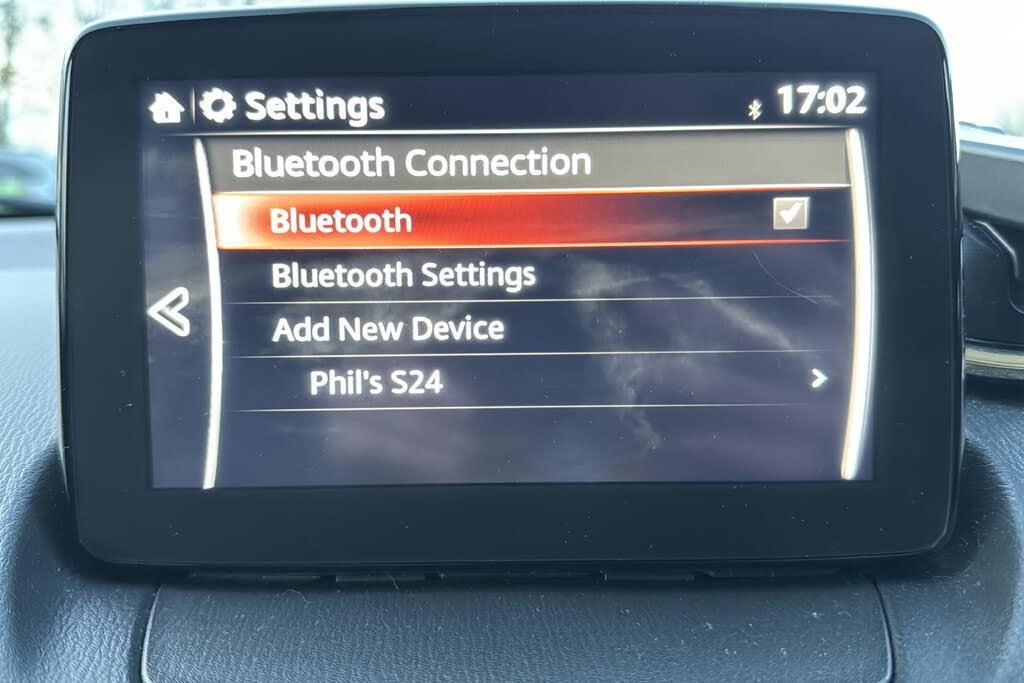 Settings
17:02
Bluetooth Connection
Bluetooth
Bluetooth Settings
Add New Device
Phil's S24